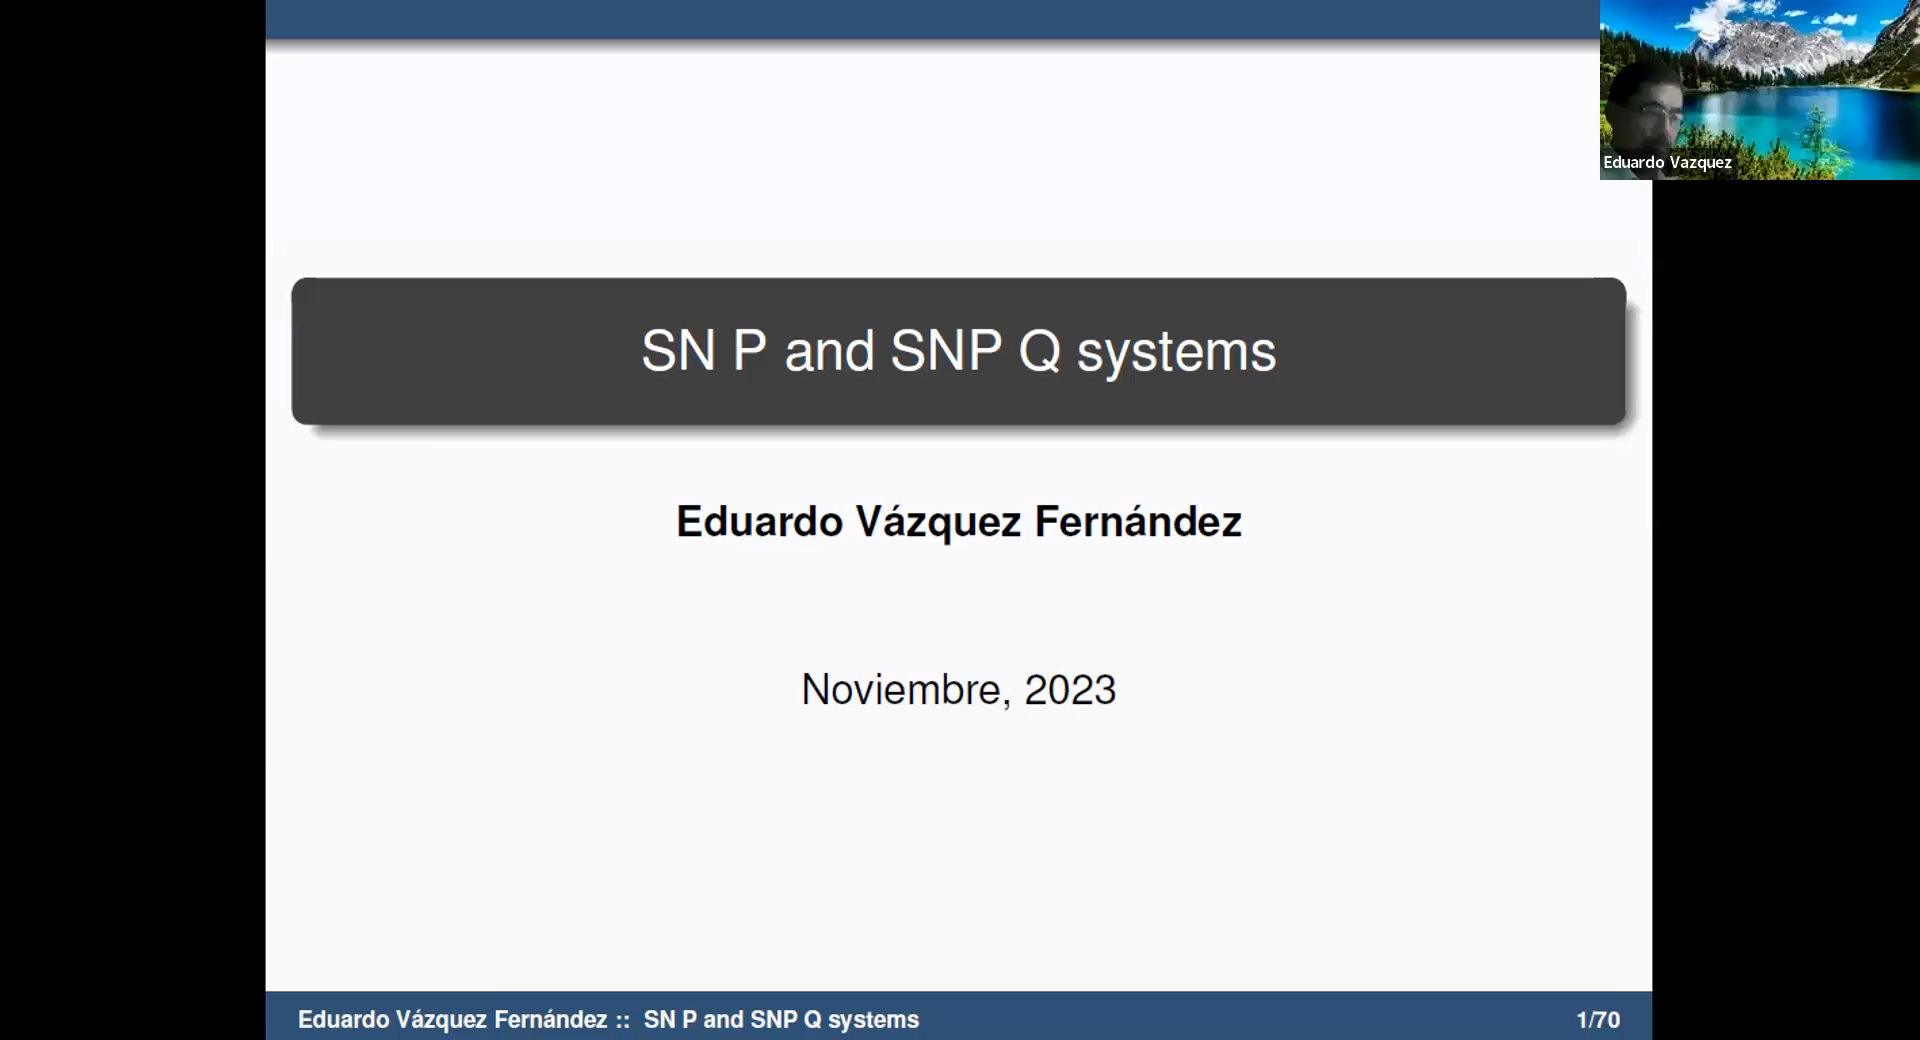 Eduardo Vazquez
SN P and SNP Q systems
Eduardo Vázquez Fernández
Noviembre, 2023
Eduardo Vázquez Fernández :: SN P and SNP Q systems
1/70